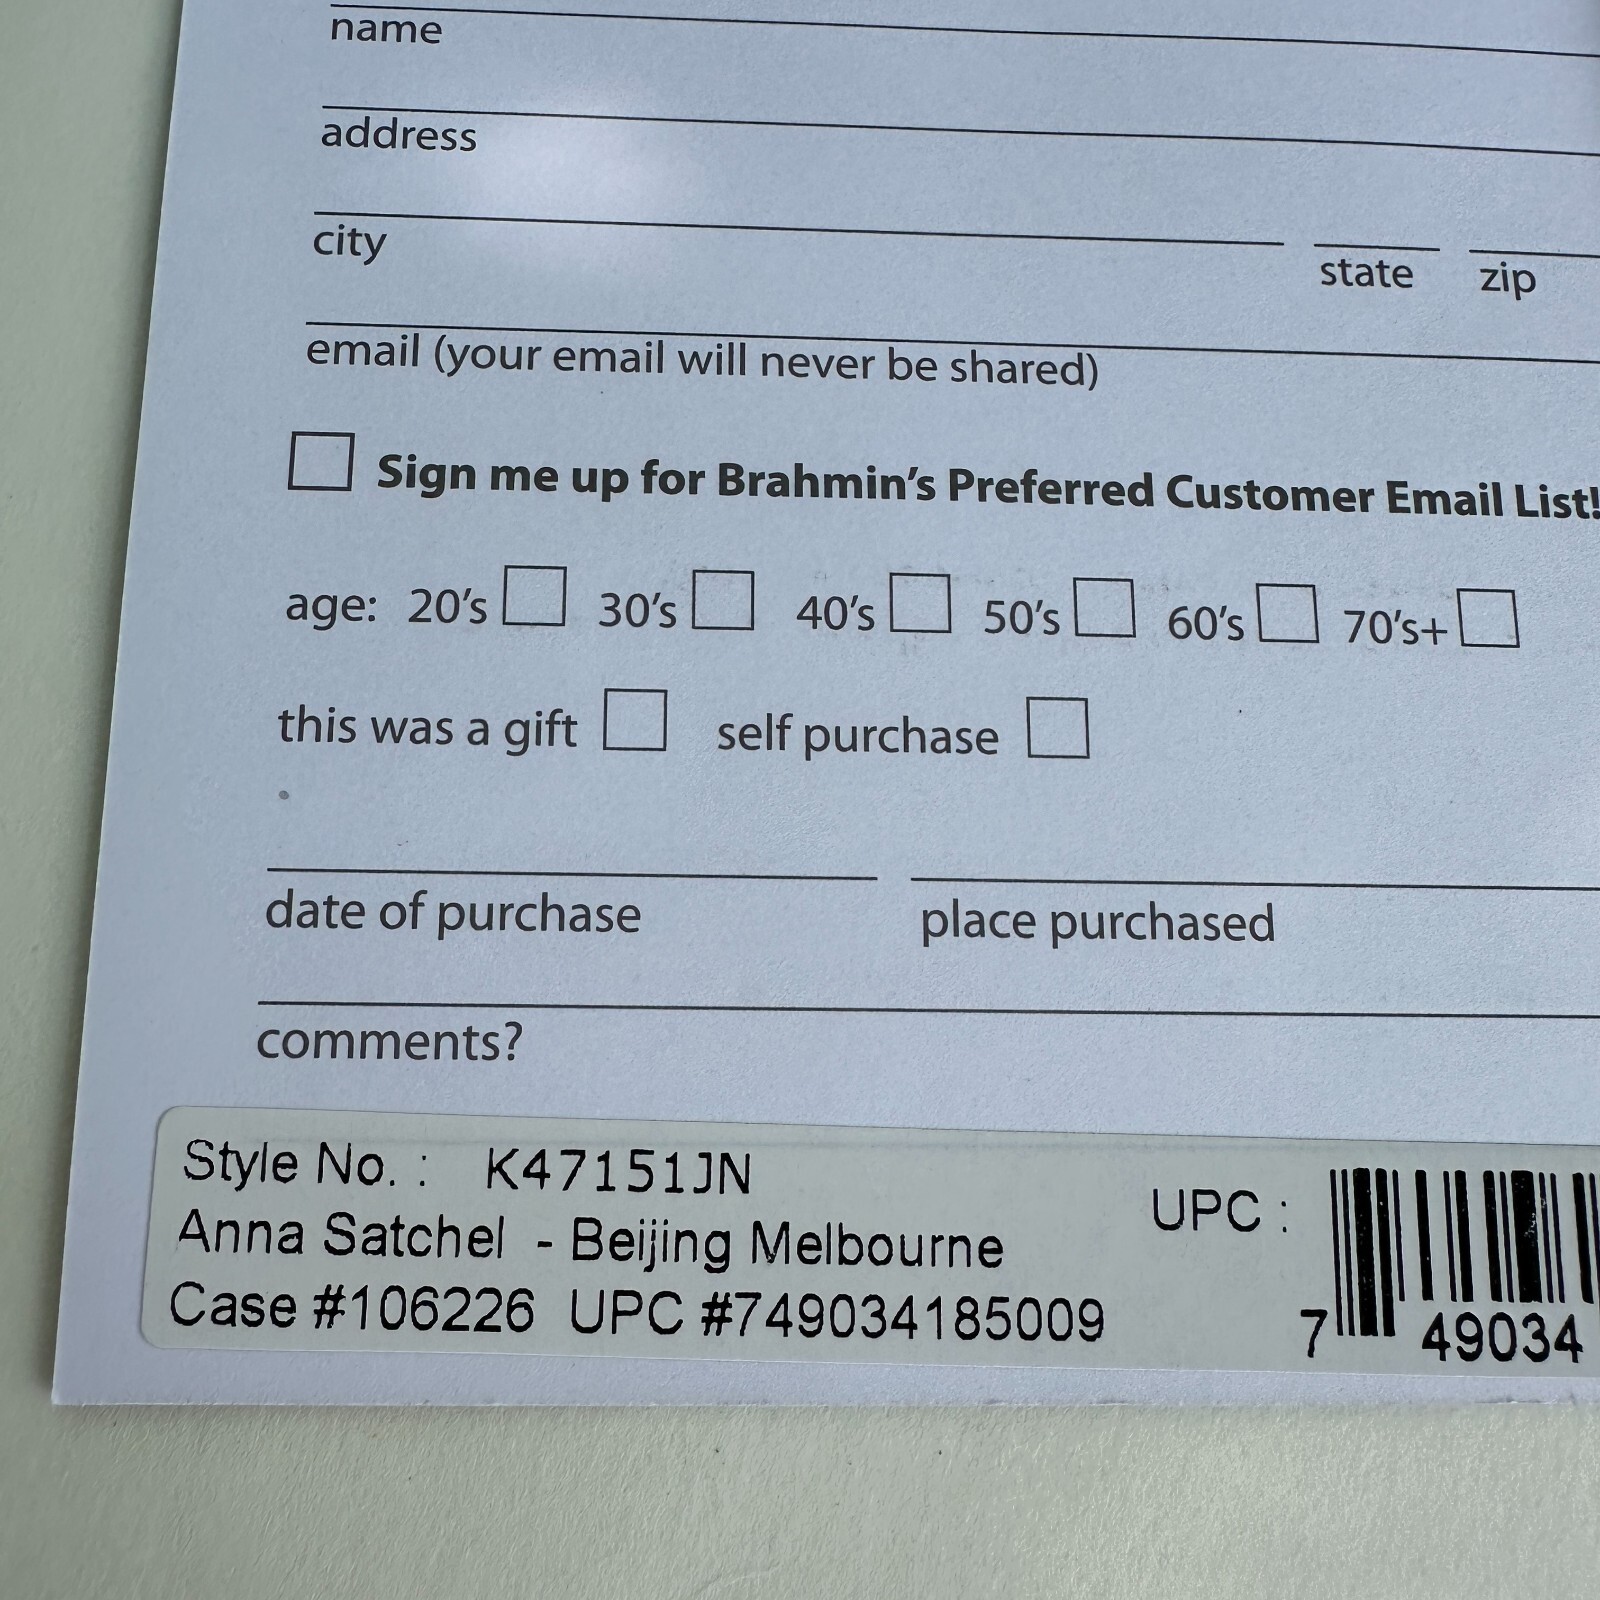 name
address
city state zip
email (your email will never be shared)
Sign me up for Brahmin's Preferred Customer Email List!
age: 20's 30's 40's 50's 60's 70's+
this was a gift self purchase
date of purchase place purchased
comments?
Style No. : K47151JN
Anna Satchel - Beijing Melbourne
Case #106226 UPC #749034185009
UPC :
7 49034